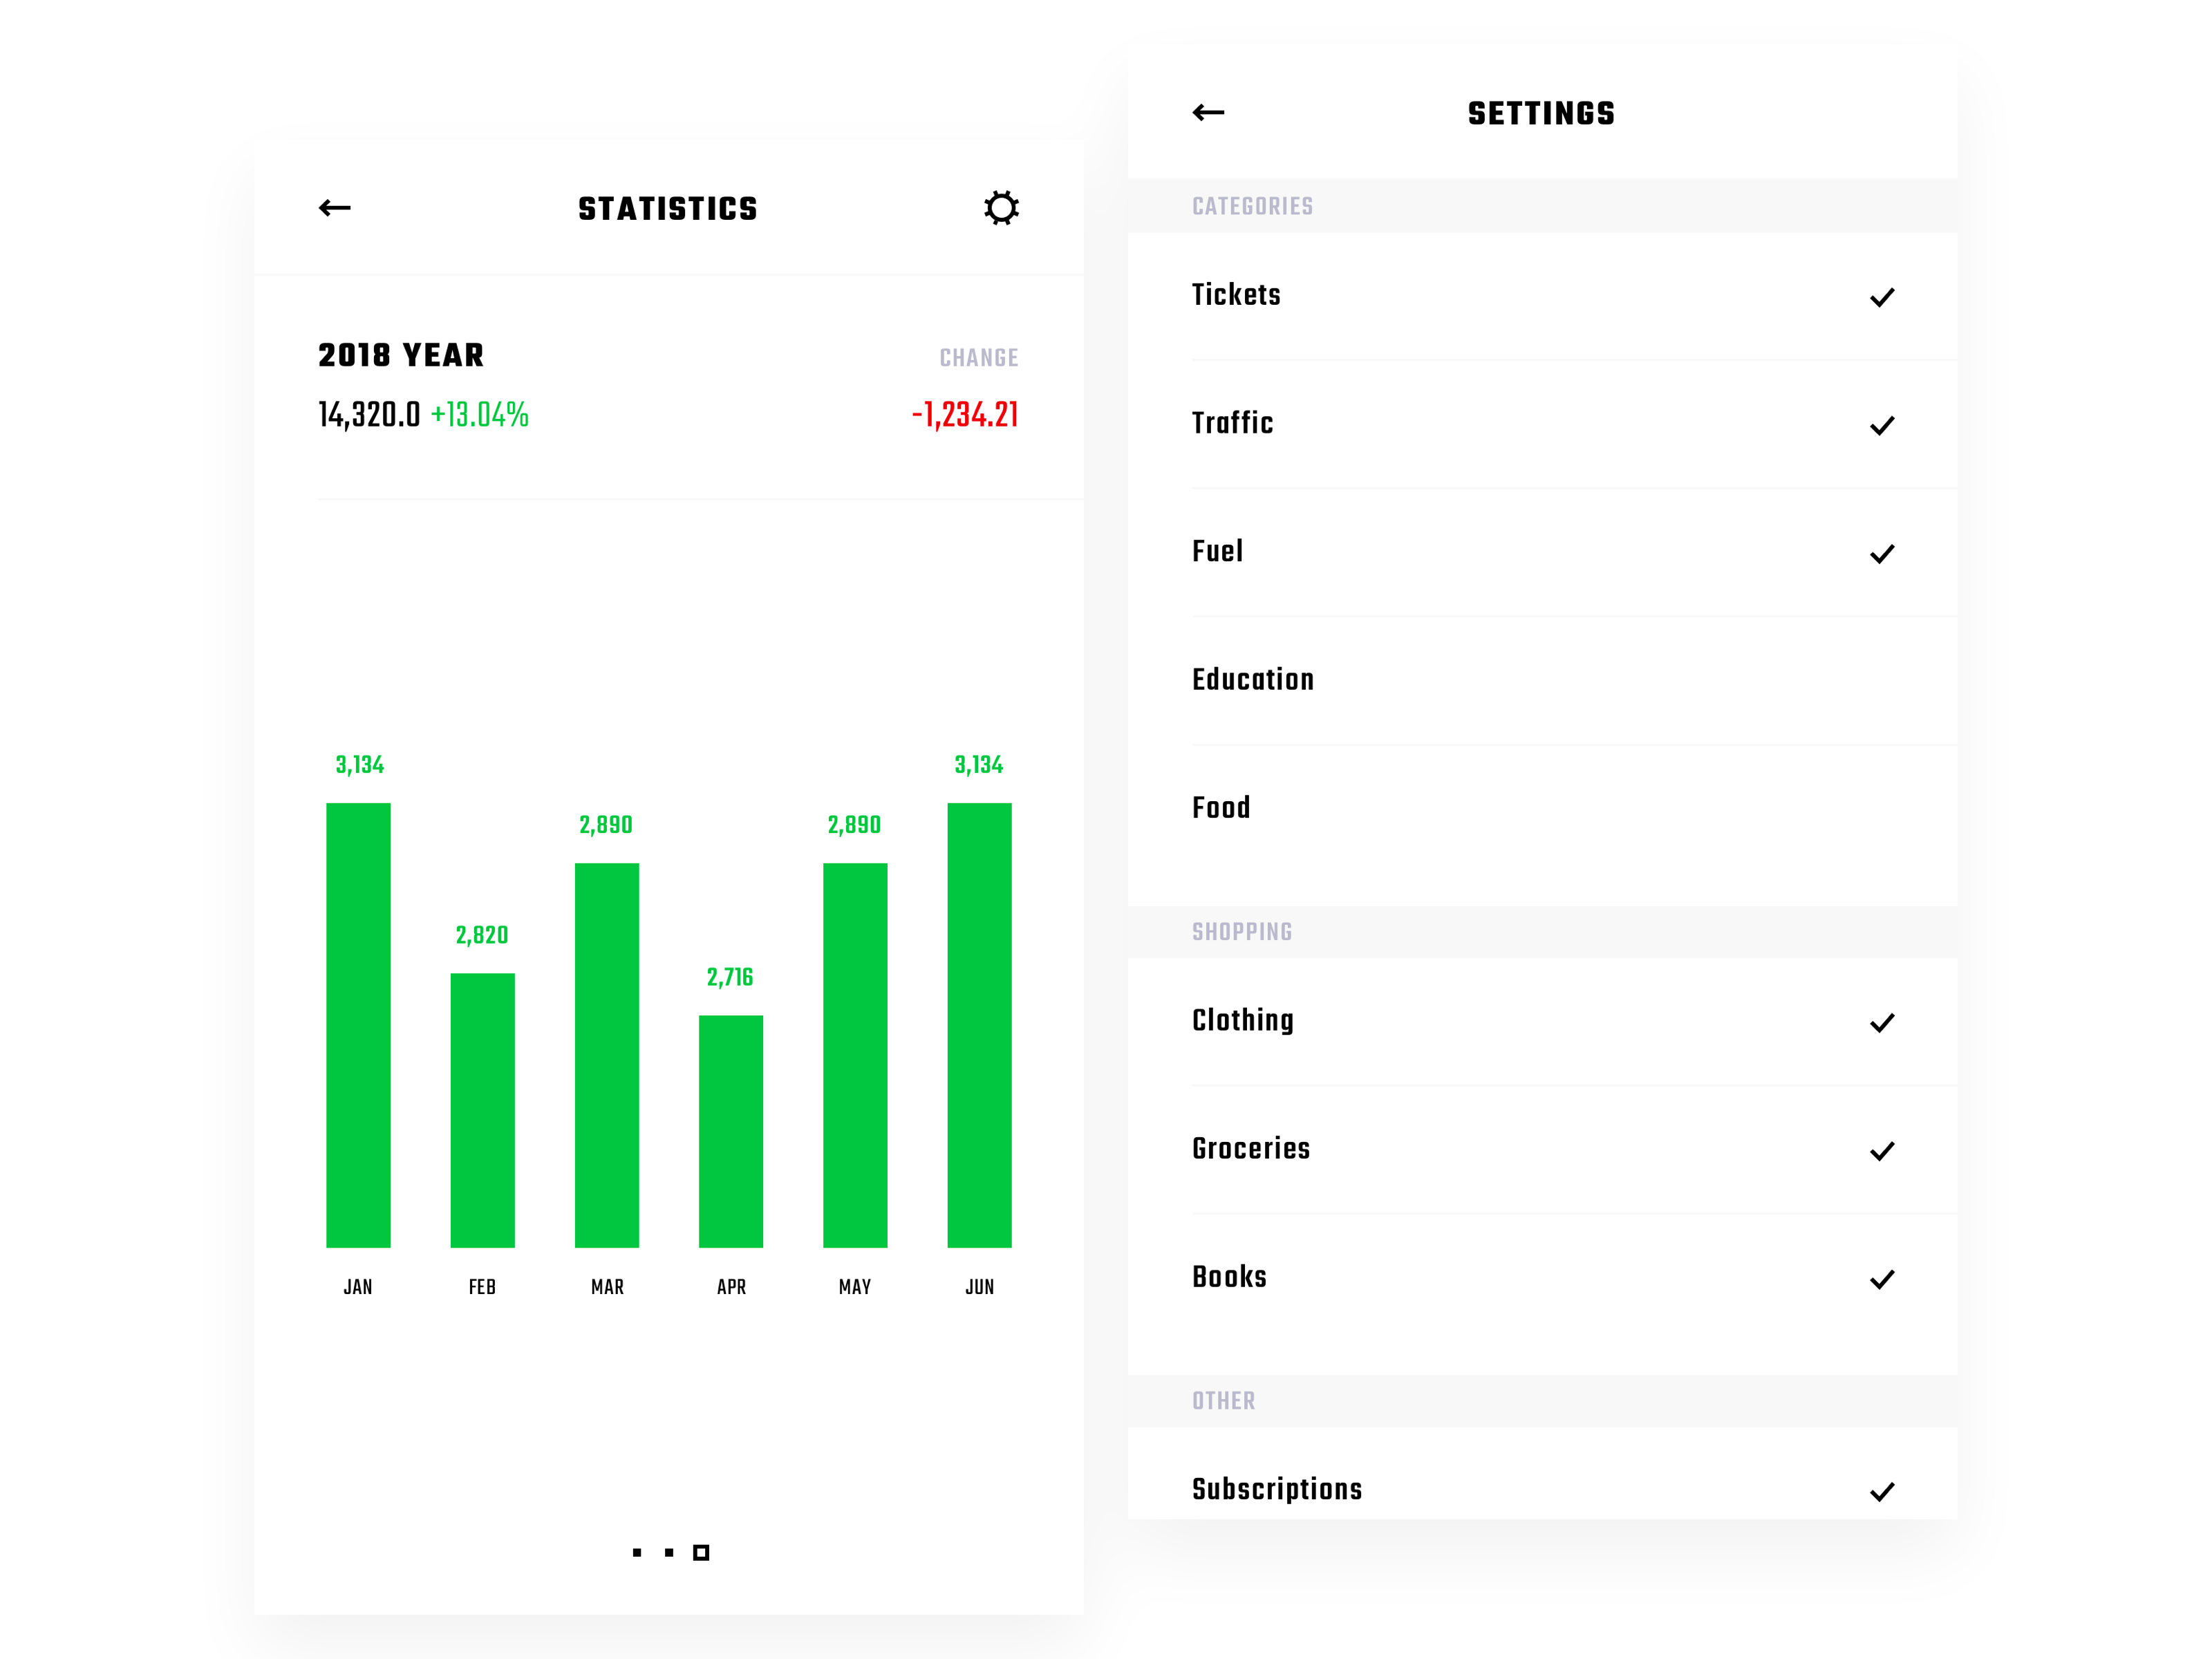 STATISTICS
2018 YEAR
CHANGE
14,320.0 +13.04%
-1,234.21
3,134
2,820
2,890
2,716
2,890
3,134
JAN
FEB
MAR
APR
MAY
JUN
SETTINGS
CATEGORIES
Tickets
Traffic
Fuel
Education
Food
SHOPPING
Clothing
Groceries
Books
OTHER
Subscriptions